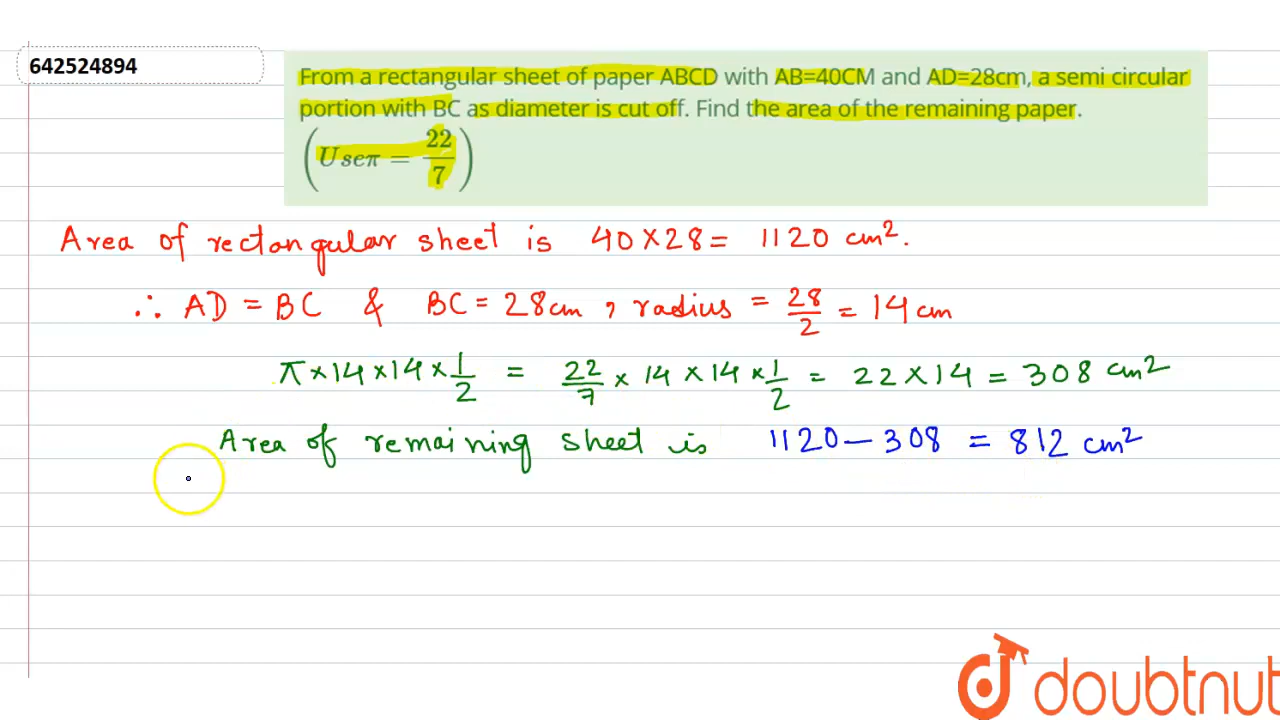 642524894
From a rectangular sheet of paper ABCD with AB=40CM and AD=28cm, a semi circular
portion with BC as diameter is cut off. Find the area of the remaining paper.
(Useπ = 22/7)
Area of rectangular sheet is 40×28= 1120 cm².
∴ AD = BC & BC = 28cm , radius = 28/2 = 14cm
π×14×14×1/2 = 22/7 × 14 × 14 × 1/2 = 22×14 = 308 cm²
Area of remaining sheet is 1120-308 = 812 cm²
doubtnut